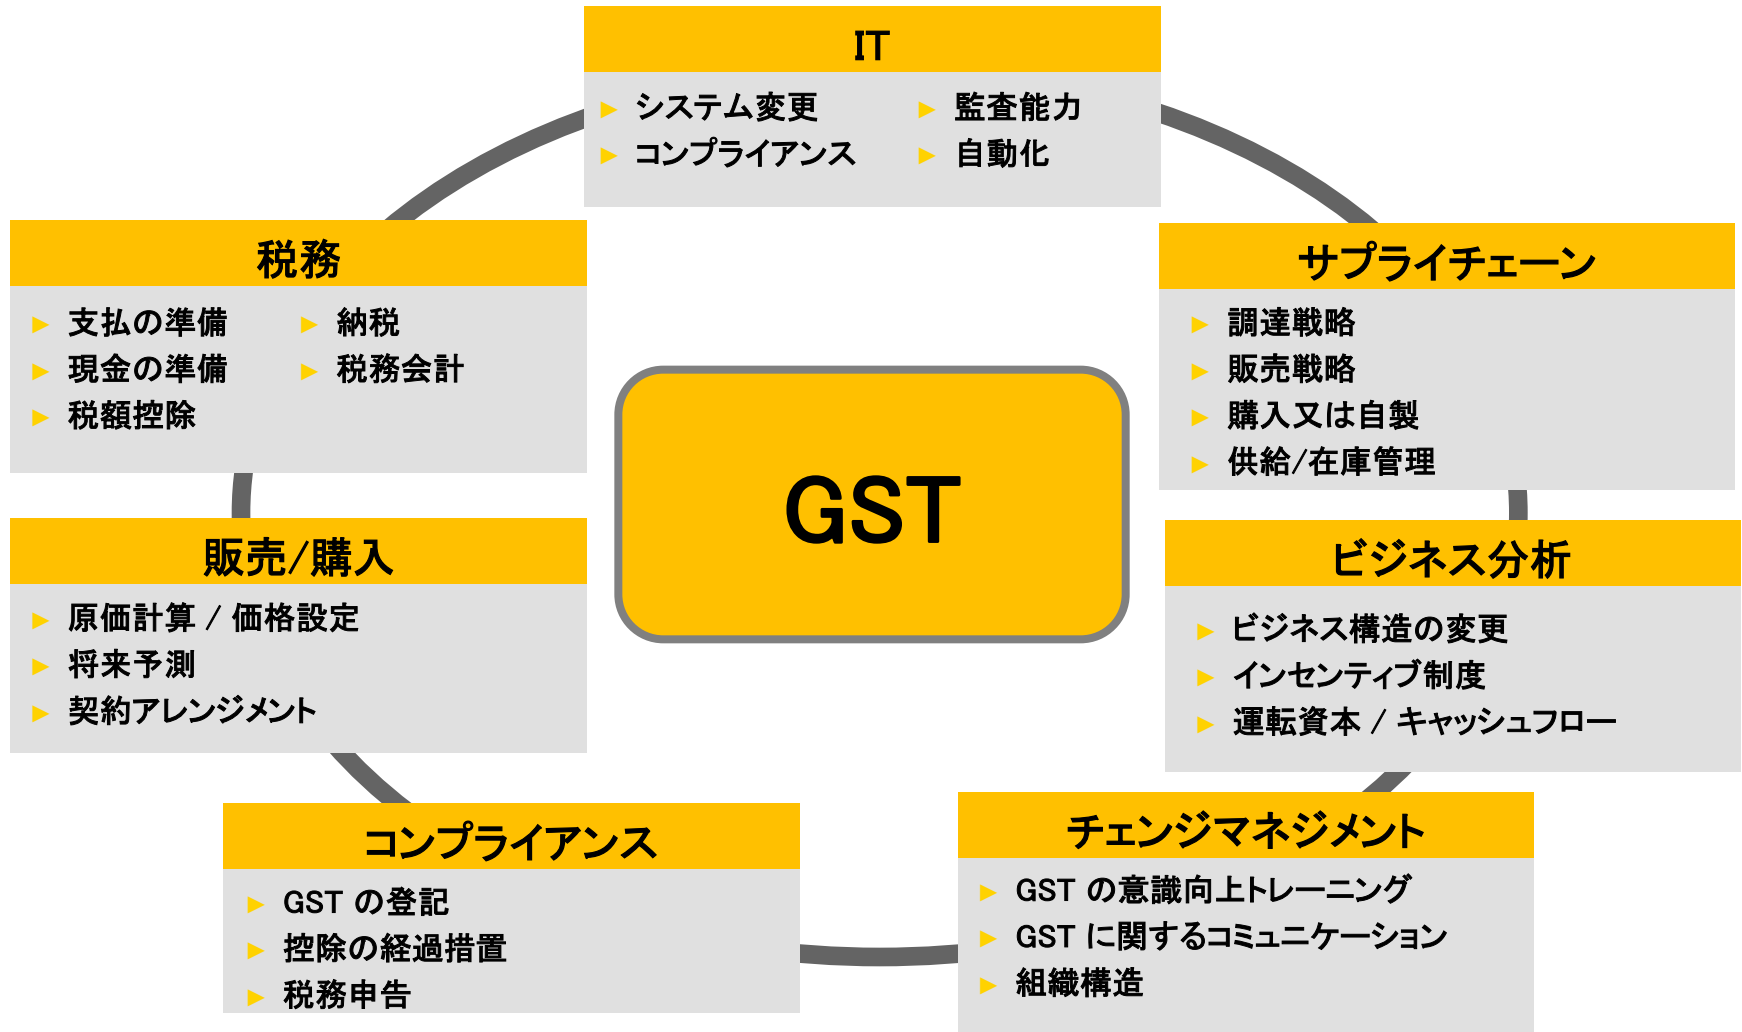 IT
システム変更
監査能力
コンプライアンス
自動化
税務
支払の準備
納税
現金の準備
税務会計
税額控除
サプライチェーン
調達戦略
販売戦略
購入又は自製
供給/在庫管理
GST
販売/購入
原価計算 / 価格設定
将来予測
契約アレンジメント
ビジネス分析
ビジネス構造の変更
インセンティブ制度
運転資本 / キャッシュフロー
コンプライアンス
GST の登記
控除の経過措置
税務申告
チェンジマネジメント
GST の意識向上トレーニング
GST に関するコミュニケーション
組織構造